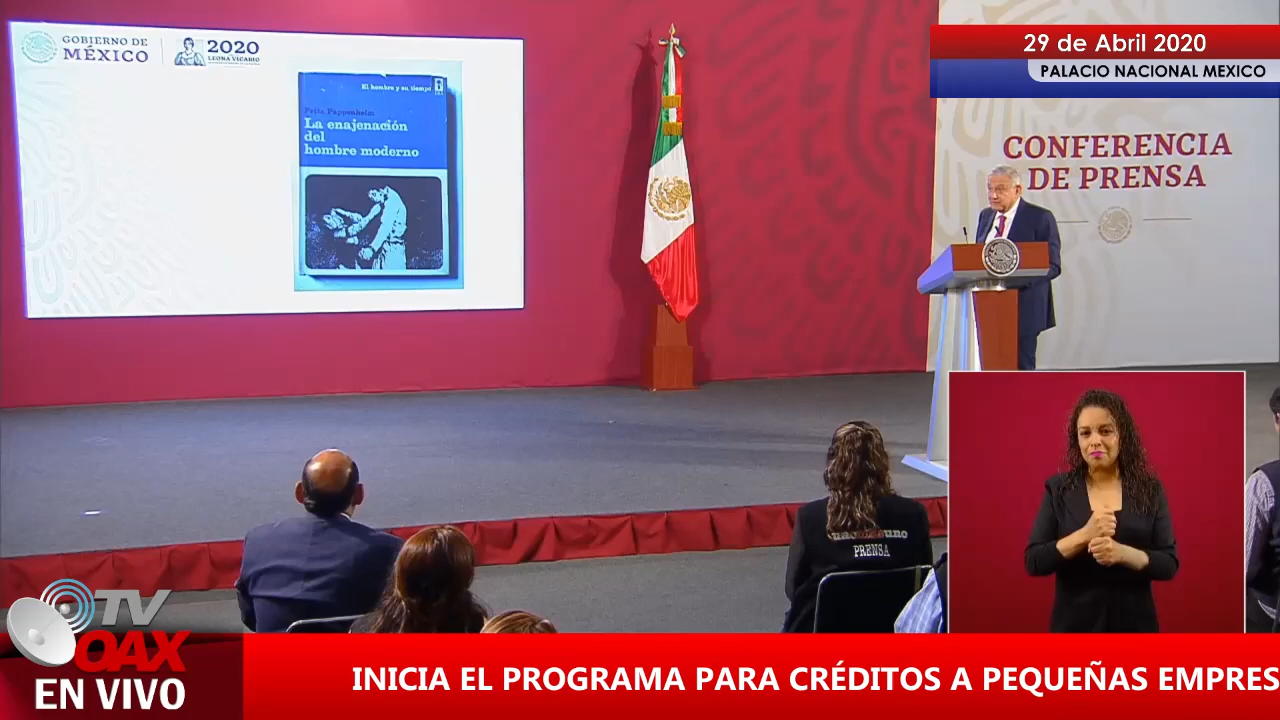 GOBIERNO DE
MÉXICO
2020
LEONA VICARIO
El hombre y su tiempo
Fritz Pappenheim
La enajenación
del
hombre moderno
29 de Abril 2020
PALACIO NACIONAL MEXICO
CONFERENCIA
DE PRENSA
unomásuno
PRENSA
TV
OAX
EN VIVO
INICIA EL PROGRAMA PARA CRÉDITOS A PEQUEÑAS EMPRES